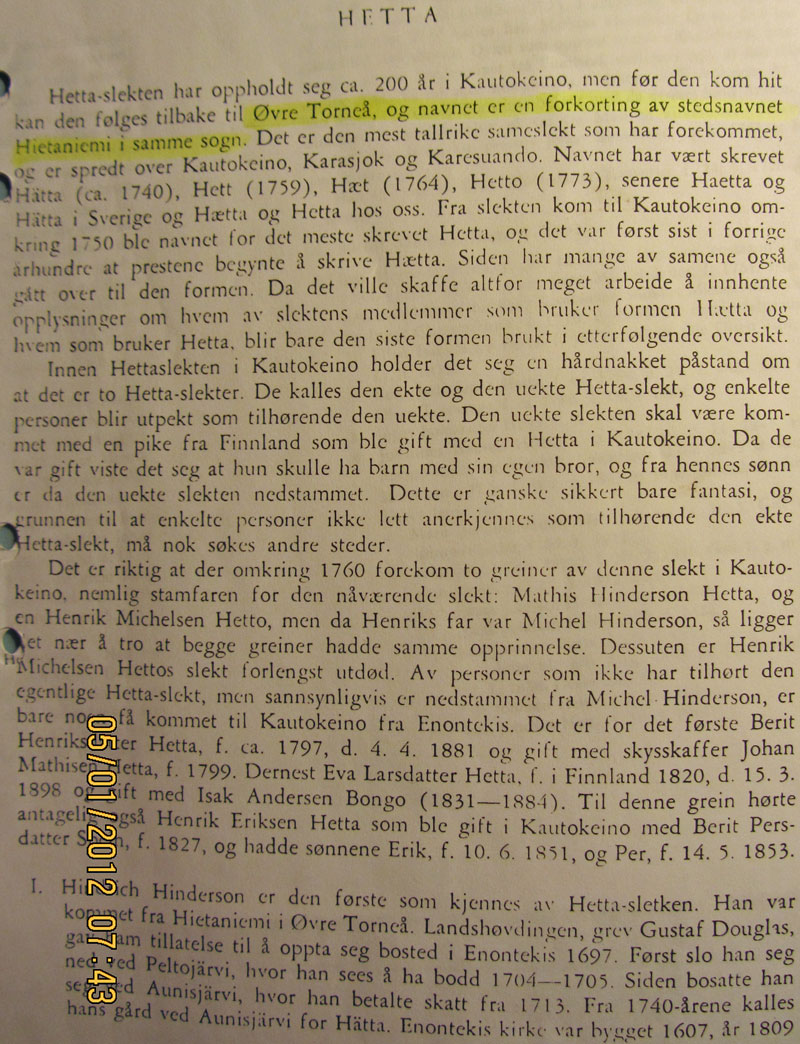 HETTA
Hetta-slekten har oppholdt seg ca. 200 år i Kautokeino, men før den kom hit
kan den følges tilbake til Øvre Torneå, og navnet er en forkorting av stedsnavnet
Hietaniemi i samme sogn. Det er den mest tallrike sameslekt som har forekommet,
og er spredt over Kautokeino, Karasjok og Karesuando. Navnet har vært skrevet
Hätta (ca. 1740), Hett (1759), Hæt (1764), Hetto (1773), senere Haetta og
Hätta i Sverige og Hætta og Hetta hos oss. Fra slekten kom til Kautokeino om-
kring 1750 ble navnet for det meste skrevet Hetta, og det var først sist i forrige
århundre at prestene begynte å skrive Hætta. Siden har mange av samene også
gått over til den formen. Da det ville skaffe altfor meget arbeide å innhente
opplysninger om hvem av slektens medlemmer som bruker formen Hætta og
hvem som bruker Hetta, blir bare den siste formen brukt i etterfølgende oversikt.
Innen Hettaslekten i Kautokeino holder det seg en hårdnakket påstand om
at det er to Hetta-slekter. De kalles den ekte og den uekte Hetta-slekt, og enkelte
personer blir utpekt som tilhørende den uekte. Den uekte slekten skal være kom-
met med en pike fra Finnland som ble gift med en Hetta i Kautokeino. Da de
var gift viste det seg at hun skulle ha barn med sin egen bror, og fra hennes sønn
er da den uekte slekten nedstammet. Dette er ganske sikkert bare fantasi, og
grunnen til at enkelte personer ikke lett anerkjennes som tilhørende den ekte
Hetta-slekt, må nok søkes andre steder.
Det er riktig at der omkring 1760 forekom to greiner av denne slekt i Kauto-
keino, nemlig stamfaren for den nåværende slekt: Mathis Hinderson Hetta, og
en Henrik Michelsen Hetto, men da Henriks far var Michel Hinderson, så ligger
det nær å tro at begge greiner hadde samme opprinnelse. Dessuten er Henrik
Michelsen Hettos slekt forlengst utdød. Av personer som ikke har tilhørt den
egentlige Hetta-slekt, men sannsynligvis er nedstammet fra Michel Hinderson, er
bare få kommet til Kautokeino fra Enontekis. Det er for det første Berit
Hetta, f. ca. 1797, d. 4. 4. 1881 og gift med skysskaffer Johan
Mathisen Hetta, f. 1799. Dernest Eva Larsdatter Hetta, f. i Finnland 1820, d. 15. 3.
1898 og gift med Isak Andersen Bongo (1831—1884). Til denne grein hørte
antagelig også Henrik Eriksen Hetta som ble gift i Kautokeino med Berit Pers-
datter f. 1827, og hadde sønnene Erik, f. 10. 6. 1851, og Per, f. 14. 5. 1853.
I. Hinderson er den første som kjennes av Hetta-sletken. Han var
kommet fra Hietaniemi i Øvre Torneå. Landshøvdingen, grev Gustaf Douglas,
gav ham tillatelse til å oppta seg bosted i Enontekis 1697. Først slo han seg
ned ved Peltojärvi, hvor han sees å ha bodd 1704—1705. Siden bosatte han
seg ved Aunisjärvi, hvor han betalte skatt fra 1713. Fra 1740-årene kalles
hans gård ved Aunisjärvi for Hätta. Enontekis kirke var bygget 1607, år 1809
05/01/2012 07:43